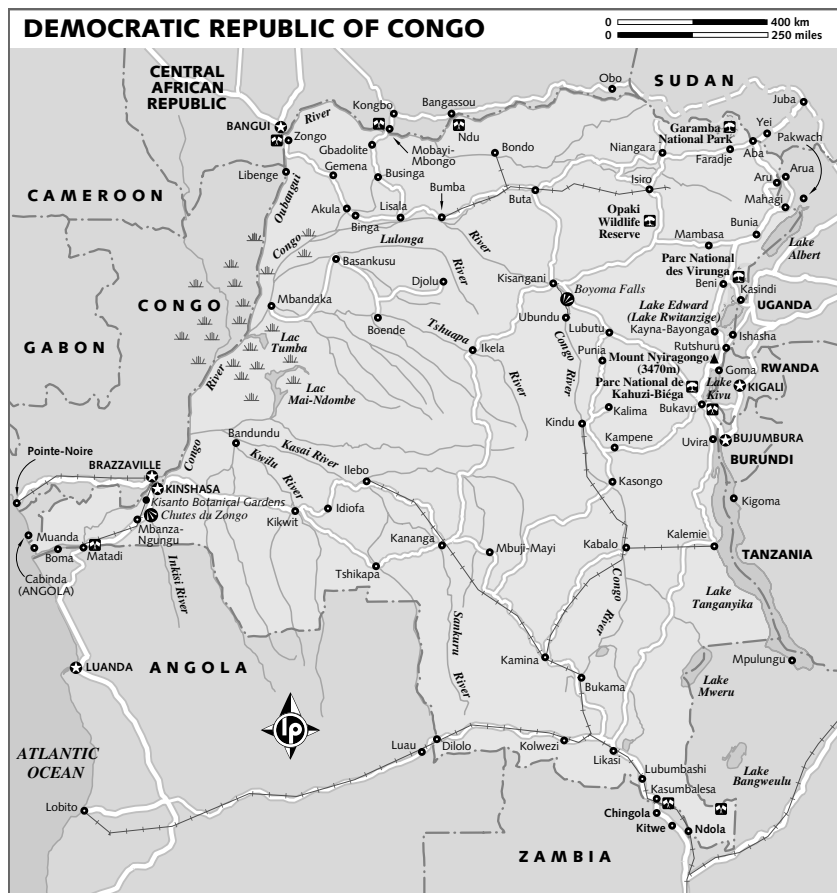 DEMOCRATIC REPUBLIC OF CONGO
0 400 km
0 250 miles
CENTRAL
AFRICAN
REPUBLIC
SUDAN
Obo
Juba
River
Kongbo
Bangassou
Yei
Pakwach
BANGUI
Zongo
Ndu
Garamba
National Park
Gbadolite
Mobayi-
Mbongo
Bondo
Niangara
Faradje
Aba
Gemena
Libenge
Businga
Bumba
Isiro
Aru
Arua
CAMEROON
Oubangui
Akula
Lisala
Binga
Buta
Mahagi
Opaki
Wildlife
Reserve
Bunia
Mambasa
Lake
Albert
Congo
Lulonga
River
River
Basankusu
Djolu
Parc National
des Virunga
Kisangani
Boyoma Falls
Beni
Kasindi
CONGO
Mbandaka
Lake Edward
(Lake Rwitanzige)
UGANDA
Ubundu
Lubutu
Kayna-Bayonga
Boende
Tshuapa
River
Ishasha
GABON
Lac
Tumba
Ikela
Punia
Rutshuru
Mount Nyiragongo
(3470m)
Goma
RWANDA
River
Congo
River
Parc National de
Kahuzi-Biéga
Lake
Kivu
KIGALI
Lac
Mai-Ndombe
Kalima
Bukavu
Kindu
Bandundu
Kampene
Uvira
BUJUMBURA
Congo
Kasai River
BURUNDI
Pointe-Noire
BRAZZAVILLE
Kwilu
River
Ilebo
KINSHASA
Kasongo
Kisanto Botanical Gardens
Chutes du Zongo
Idiofa
Kigoma
Kikwit
Mbanza-
Ngungu
Muanda
Kananga
Boma
Matadi
Mbuji-Mayi
Kabalo
Kalemie
TANZANIA
Cabinda
(ANGOLA)
Inkisi River
Tshikapa
Congo
River
Lake
Tanganyika
Sankuru
River
LUANDA
ANGOLA
Kamina
Mpulungu
Bukama
Lake
Mweru
lp
ATLANTIC
OCEAN
Luau
Dilolo
Kolwezi
Likasi
Lubumbashi
Lake
Bangweulu
Kasumbalesa
Lobito
Chingola
Kitwe
Ndola
ZAMBIA